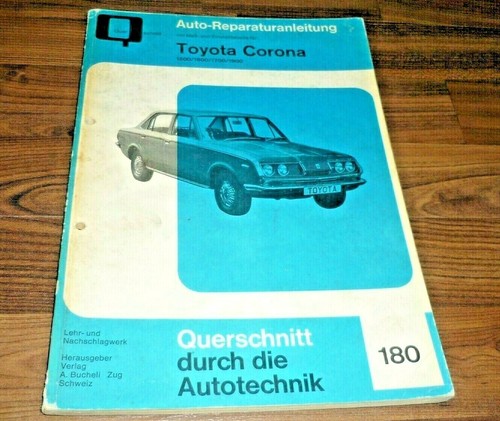 Auto-Reparaturanleitung
Toyota Corona
TOYOTA
Lehr- und
Nachschlagwerk
Herausgeber
Verlag
A. Bucheli Zug
Schweiz
Querschnitt
durch die
Autotechnik
180